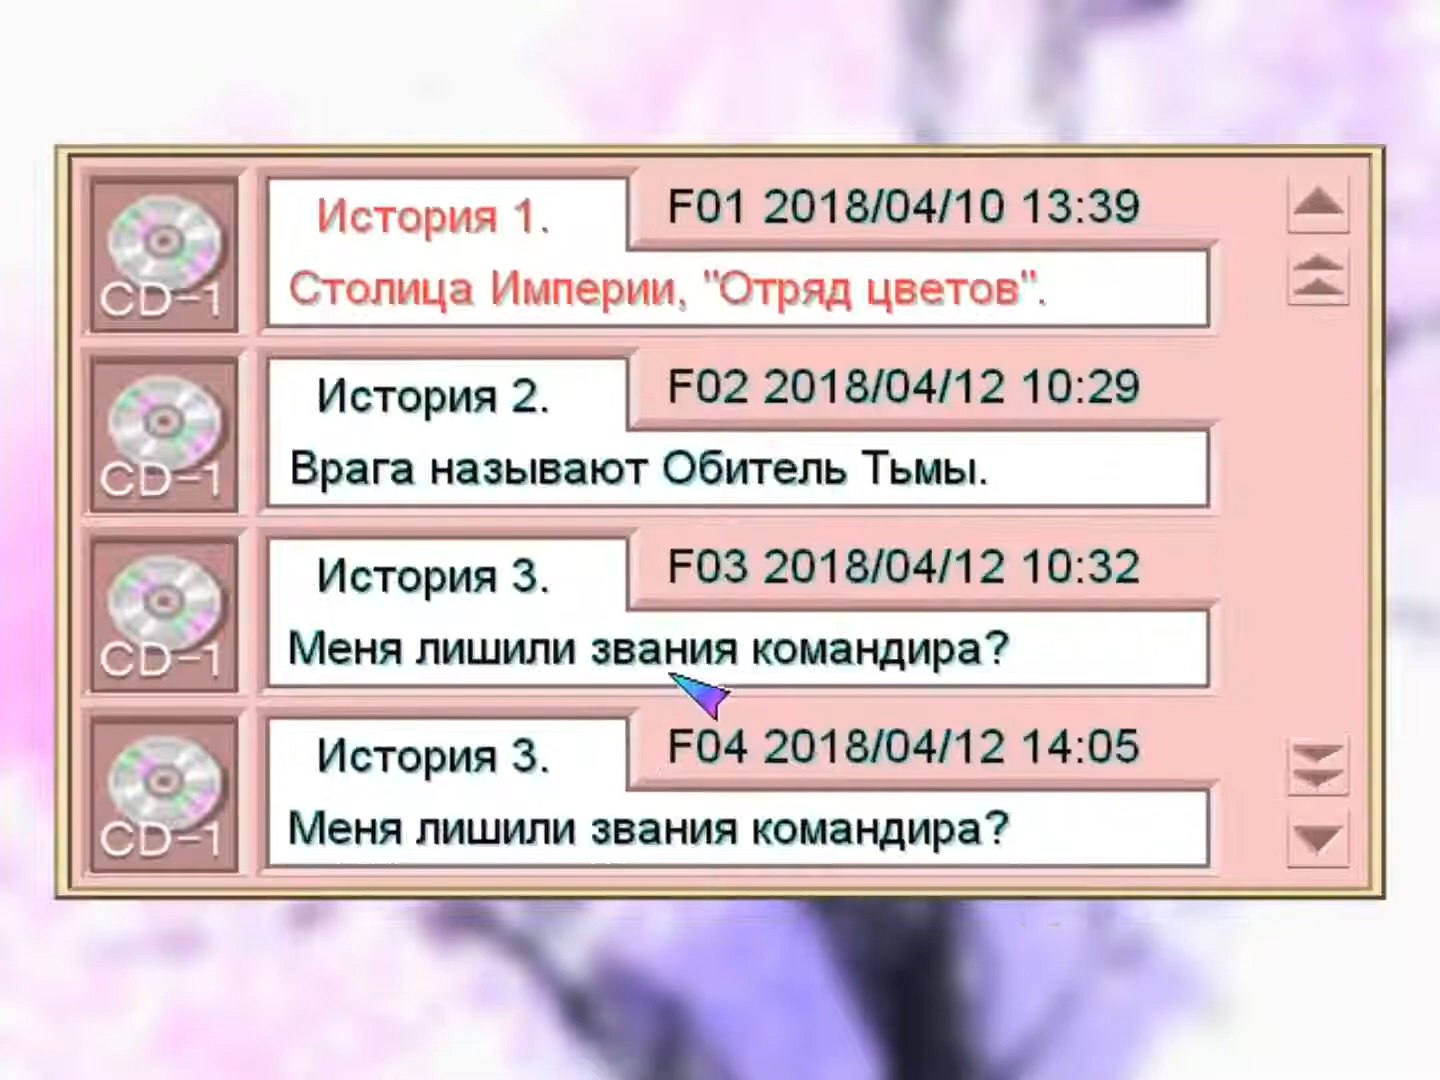 История 1.
F01 2018/04/10 13:39
CD-1
Столица Империи, "Отряд цветов".
История 2.
F02 2018/04/12 10:29
CD-1
Врага называют Обитель Тьмы.
История 3.
F03 2018/04/12 10:32
CD-1
Меня лишили звания командира?
История 3.
F04 2018/04/12 14:05
CD-1
Меня лишили звания командира?